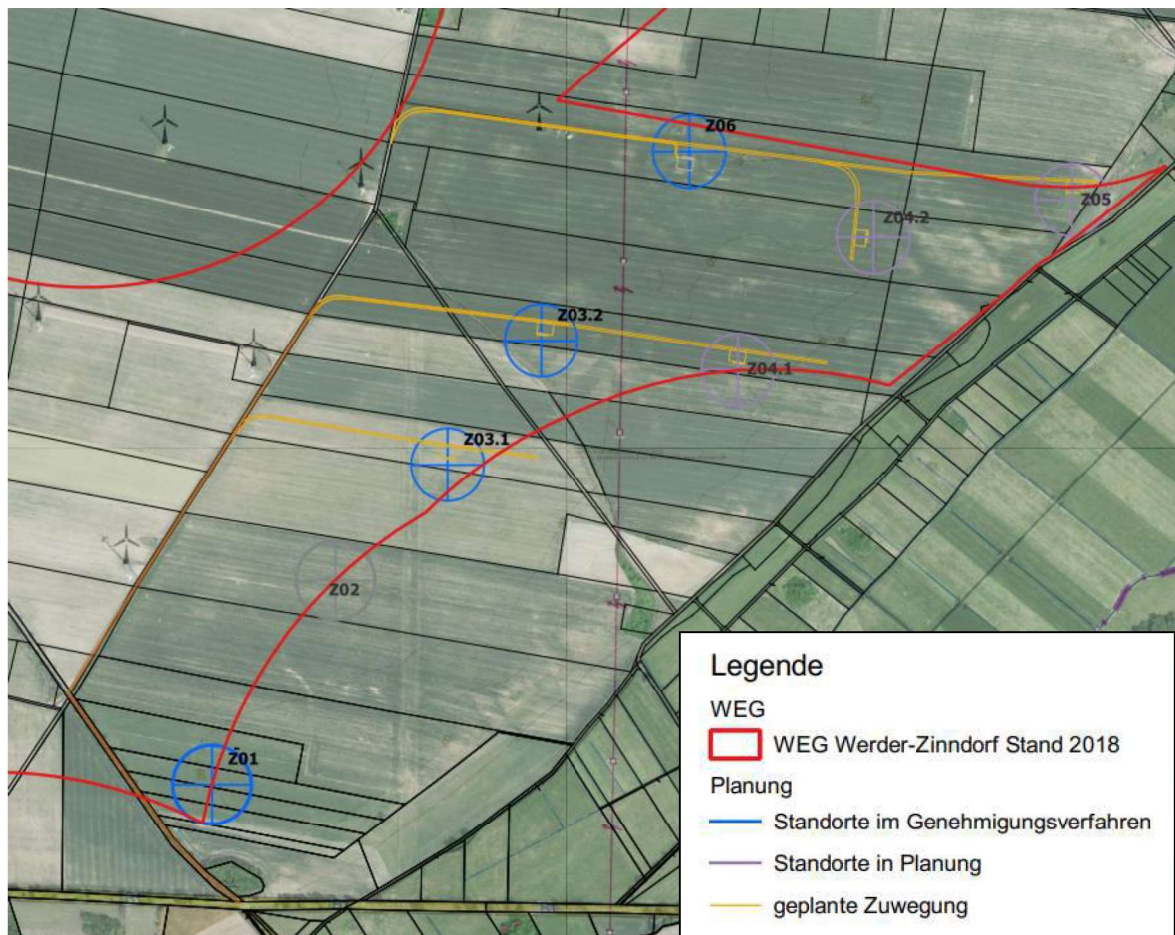 Z06
Z05
Z04.2
Z03.2
Z04.1
Z03.1
Z02
Z01
Legende
WEG
WEG Werder-Zinndorf Stand 2018
Planung
Standorte im Genehmigungsverfahren
Standorte in Planung
geplante Zuwegung